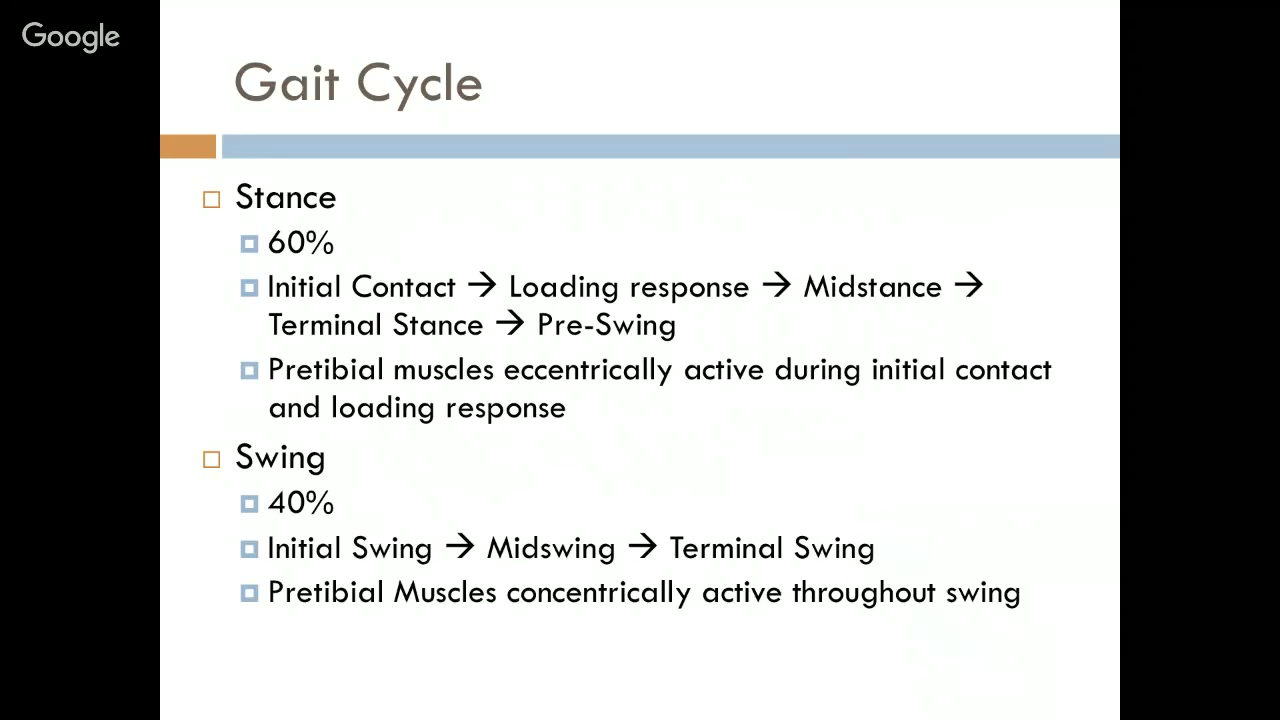 Google
Gait Cycle
Stance
60%
Initial Contact → Loading response → Midstance →
Terminal Stance → Pre-Swing
Pretibial muscles eccentrically active during initial contact
and loading response
Swing
40%
Initial Swing → Midswing → Terminal Swing
Pretibial Muscles concentrically active throughout swing